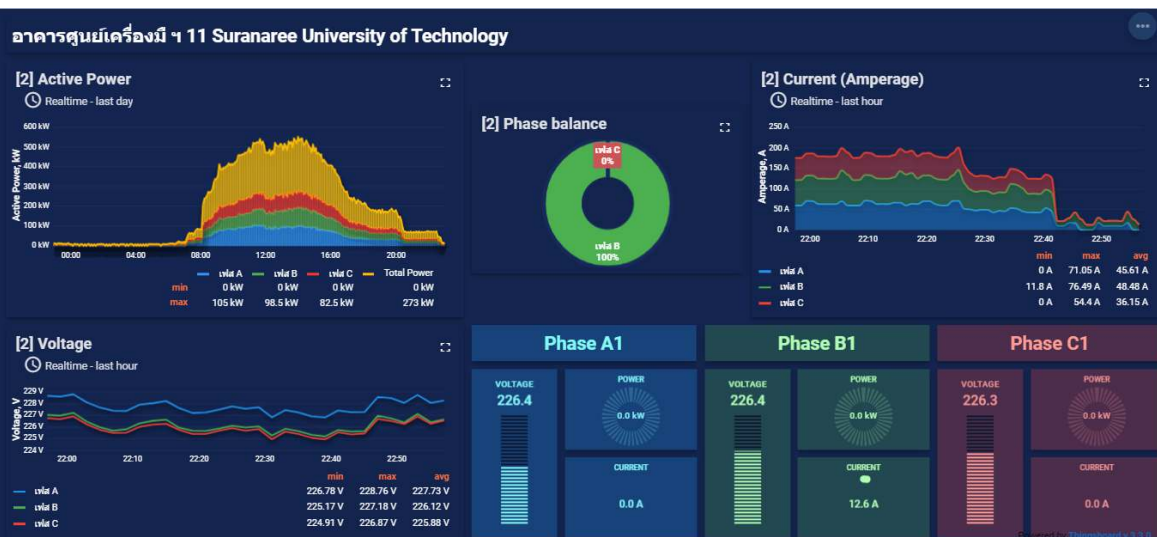 อาคารศูนย์เครื่องมื ฯ 11 Suranaree University of Technology
[2] Active Power
Realtime - last day
600 kW
500 kW
400 kW
300 kW
200 kW
100 kW
0 kW
Active Power, kW
00:00 04:00 08:00 12:00 16:00 20:00
เฟส A เฟส B เฟส C Total Power
min 0 kW 0 kW 0 kW 0 kW
max 105 kW 98.5 kW 82.5 kW 273 kW
[2] Phase balance
เฟส C
0%
เฟส B
100%
[2] Current (Amperage)
Realtime - last hour
250 A
200 A
150 A
100 A
50 A
0 A
Amperage, A
22:00 22:10 22:20 22:30 22:40 22:50
min max avg
เฟส A 0 A 71.05 A 45.61 A
เฟส B 11.8 A 76.49 A 48.48 A
เฟส C 0 A 54.4 A 36.15 A
[2] Voltage
Realtime - last hour
229 V
228 V
227 V
226 V
225 V
224 V
Voltage, V
22:00 22:10 22:20 22:30 22:40 22:50
min max avg
เฟส A 226.78 V 228.76 V 227.73 V
เฟส B 225.17 V 227.18 V 226.12 V
เฟส C 224.91 V 226.87 V 225.88 V
Phase A1
VOLTAGE
226.4
POWER
0.0 kW
CURRENT
0.0 A
Phase B1
VOLTAGE
226.4
POWER
0.0 kW
CURRENT
12.6 A
Phase C1
VOLTAGE
226.3
POWER
0.0 kW
CURRENT
0.0 A
Powered by Thingsboard v.3.3.0